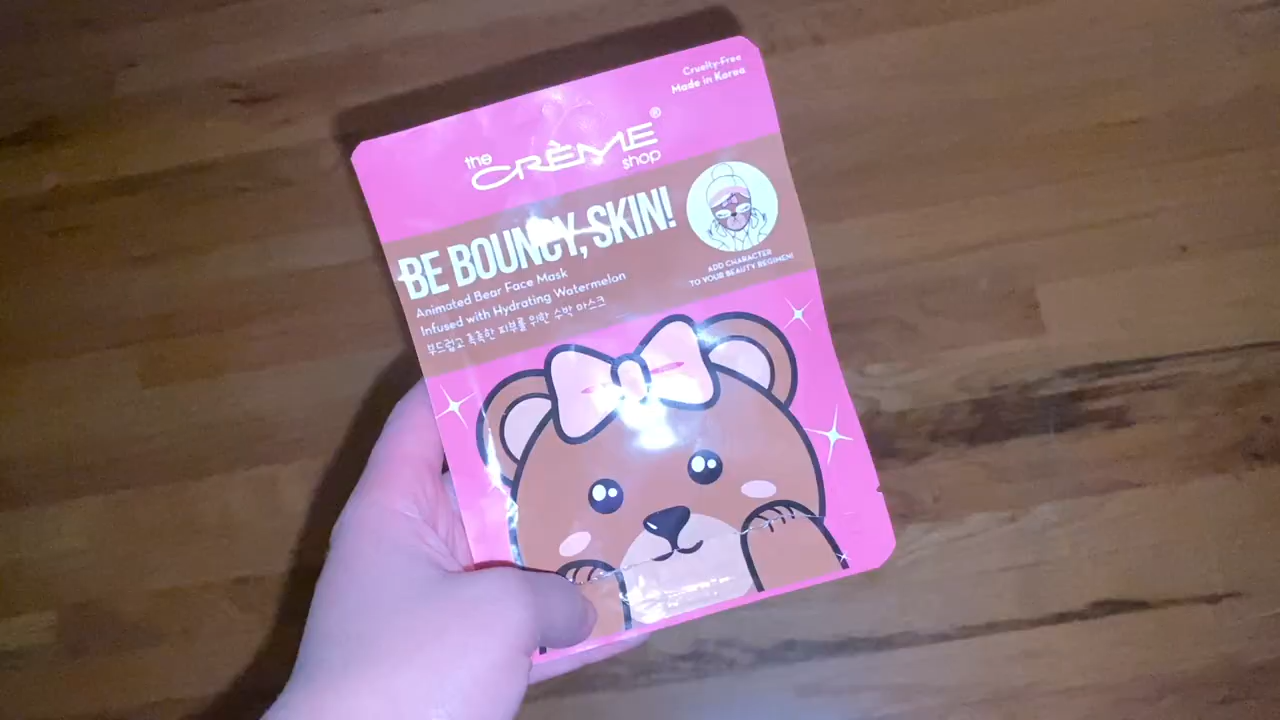 Cruelty-Free
Made in Korea
the CRÈME shop®
BE BOUNCY, SKIN!
Animated Bear Face Mask
Infused with Hydrating Watermelon
부드럽고 촉촉한 피부를 위한 수박 마스크
ADD CHARACTER
TO YOUR BEAUTY REGIMEN!